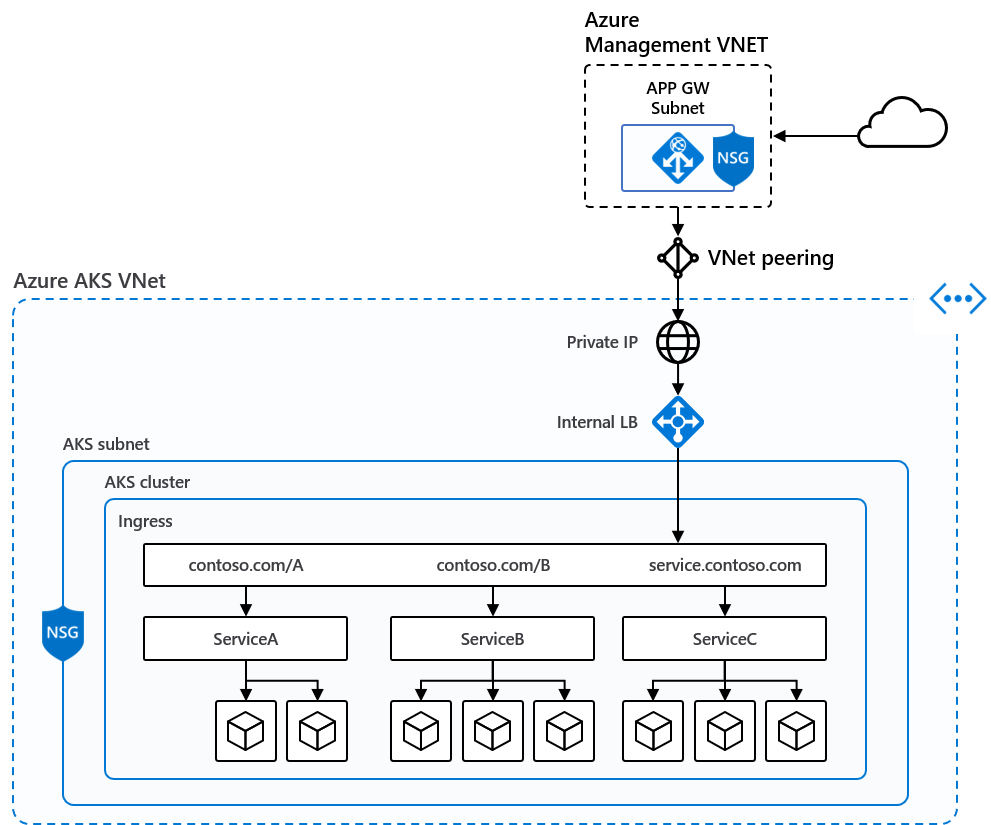 Azure
Management VNET
APP GW
Subnet
NSG
VNet peering
Azure AKS VNet
Private IP
Internal LB
AKS subnet
AKS cluster
Ingress
contoso.com/A
contoso.com/B
service.contoso.com
NSG
ServiceA
ServiceB
ServiceC